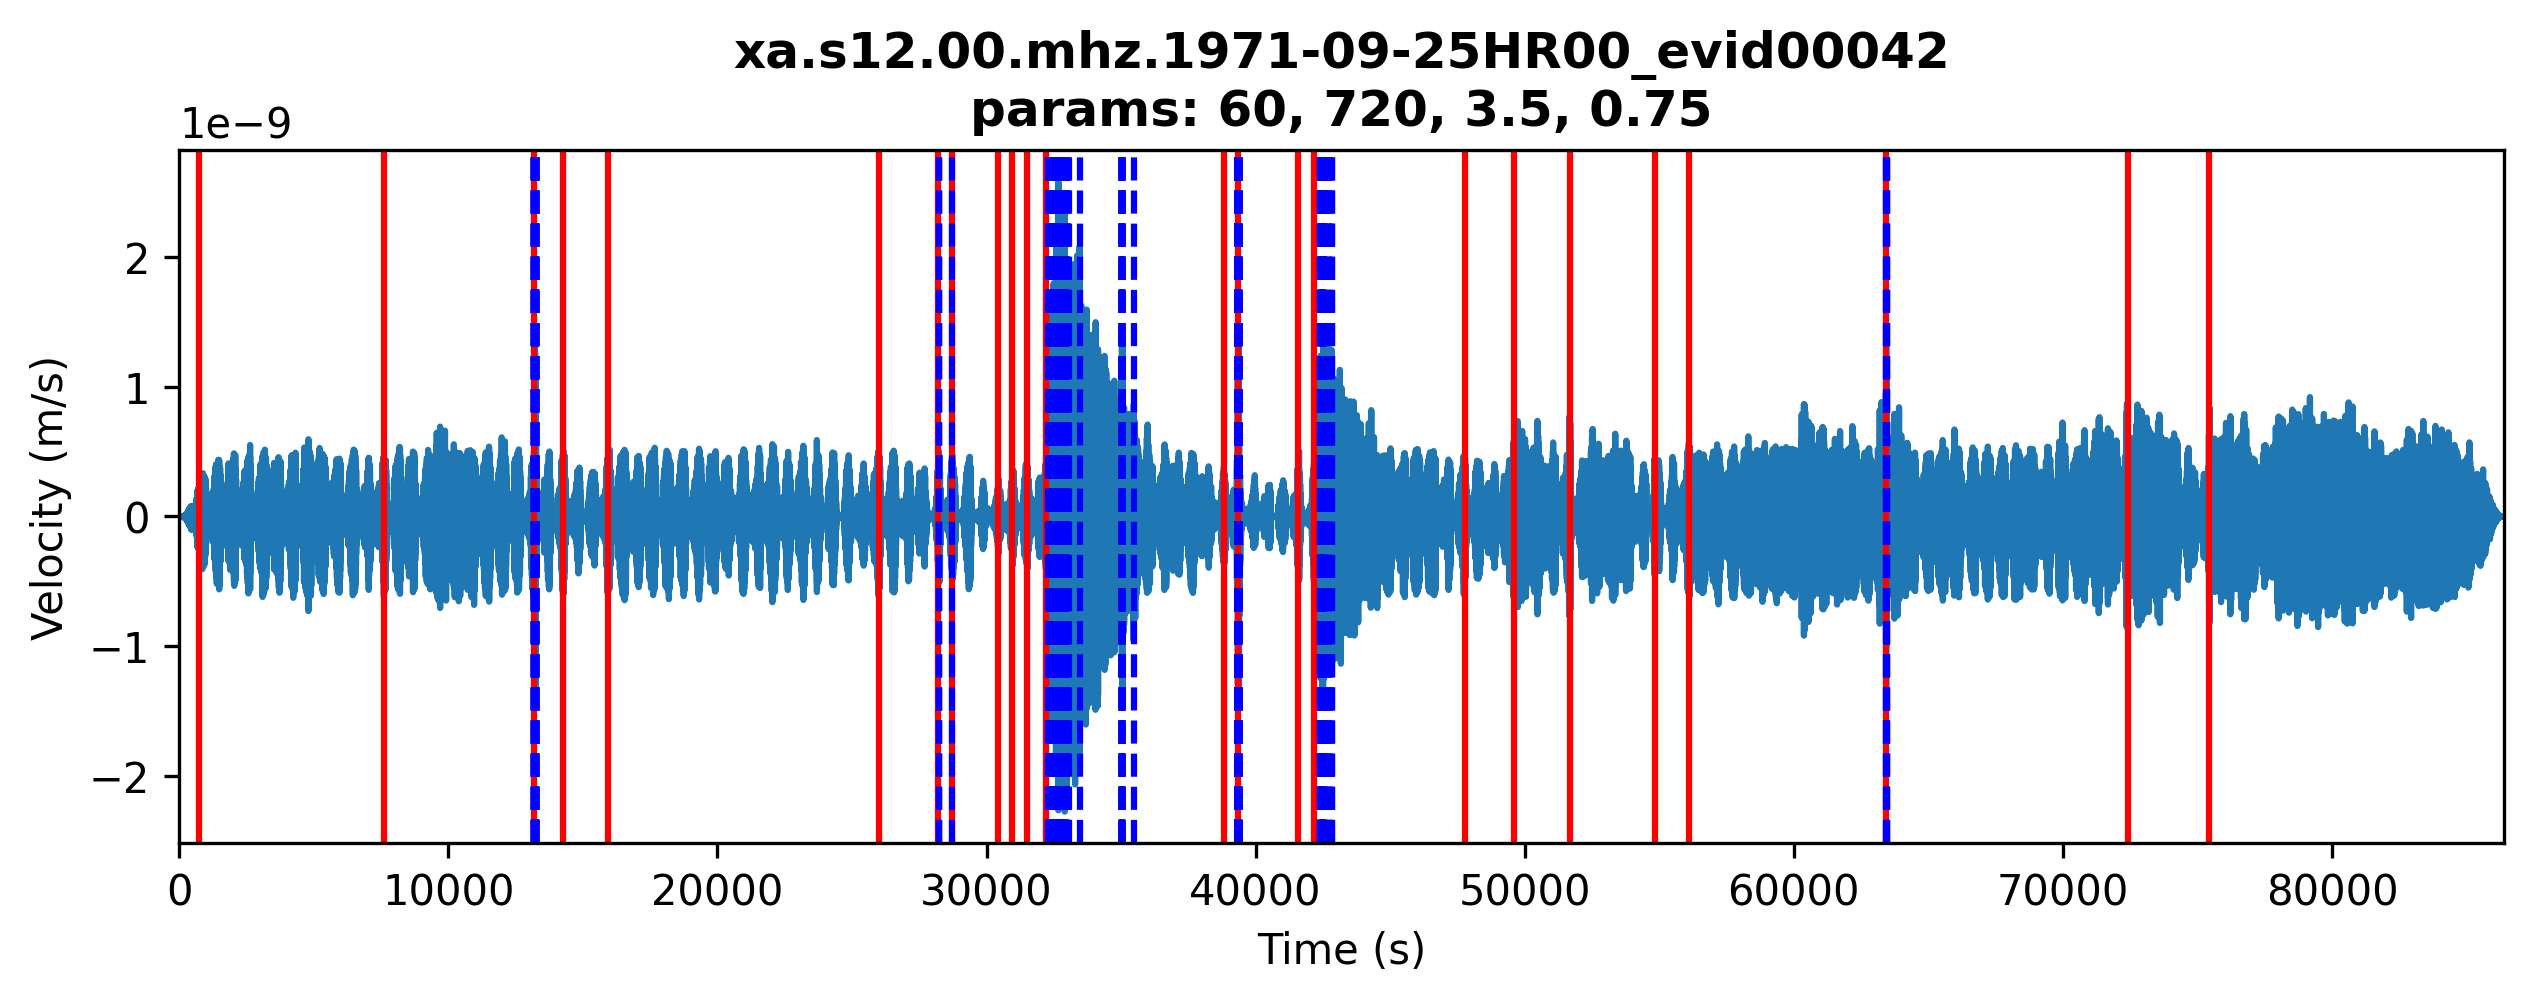 xa.s12.00.mhz.1971-09-25HR00_evid00042
params: 60, 720, 3.5, 0.75
1e−9
2
1
0
−1
−2
Velocity (m/s)
0 10000 20000 30000 40000 50000 60000 70000 80000
Time (s)